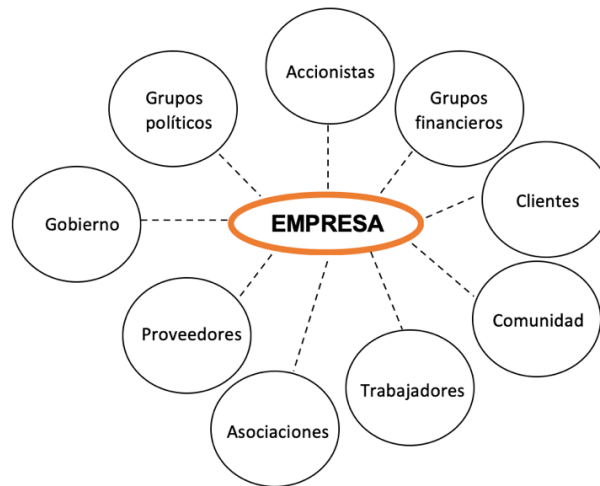 Accionistas
Grupos
políticos
Grupos
financieros
Clientes
Gobierno
EMPRESA
Comunidad
Proveedores
Trabajadores
Asociaciones